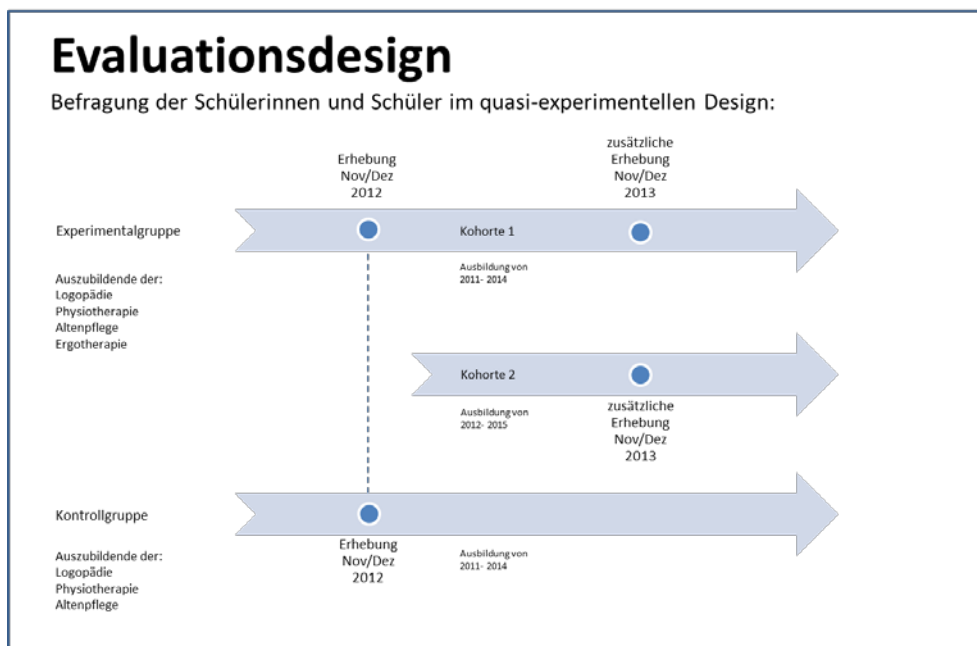 Evaluationsdesign
Befragung der Schülerinnen und Schüler im quasi-experimentellen Design:
Erhebung
Nov/Dez
2012
zusätzliche
Erhebung
Nov/Dez
2013
Experimentalgruppe
Kohorte 1
Auszubildende der:
Logopädie
Physiotherapie
Altenpflege
Ergotherapie
Ausbildung von
2011- 2014
Kohorte 2
Ausbildung von
2012- 2015
zusätzliche
Erhebung
Nov/Dez
2013
Kontrollgruppe
Auszubildende der:
Logopädie
Physiotherapie
Altenpflege
Erhebung
Nov/Dez
2012
Ausbildung von
2011- 2014